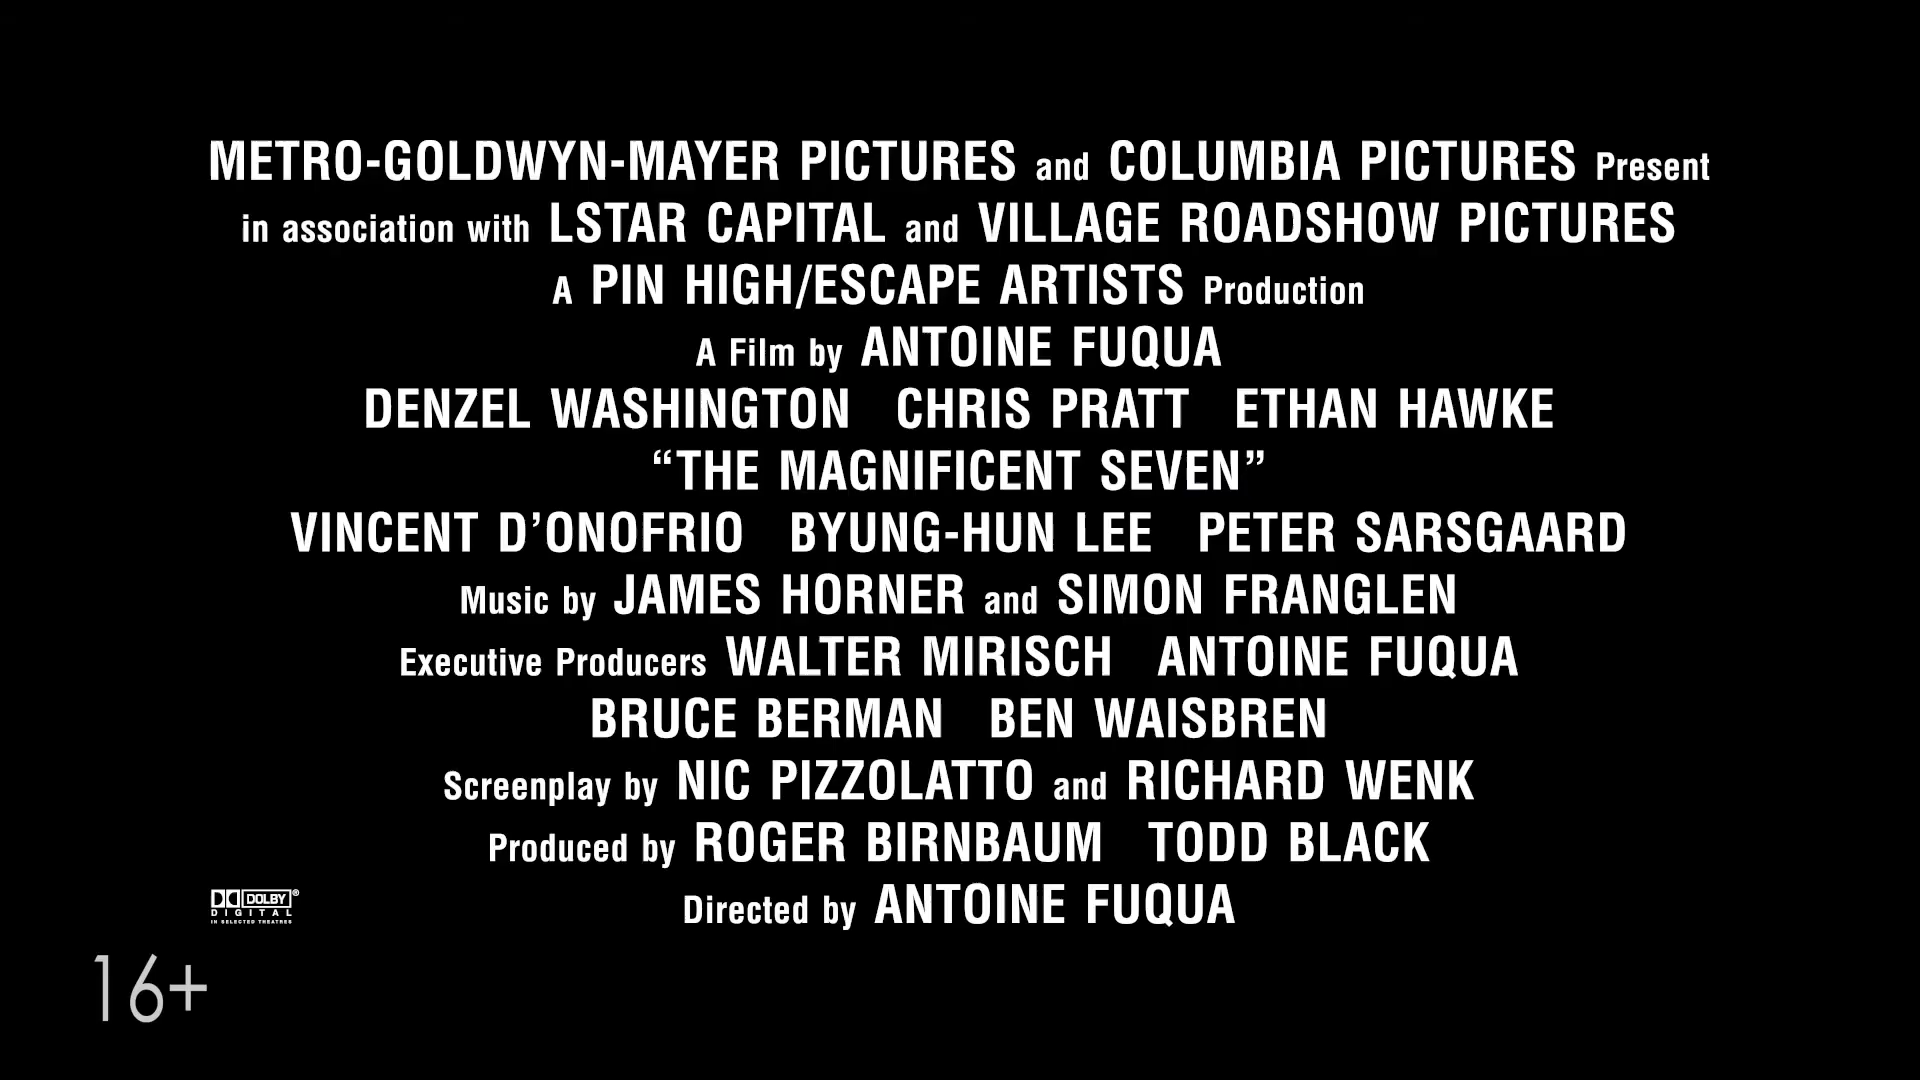 METRO-GOLDWYN-MAYER PICTURES and COLUMBIA PICTURES Present
in association with LSTAR CAPITAL and VILLAGE ROADSHOW PICTURES
A PIN HIGH/ESCAPE ARTISTS Production
A Film by ANTOINE FUQUA
DENZEL WASHINGTON CHRIS PRATT ETHAN HAWKE
“THE MAGNIFICENT SEVEN”
VINCENT D’ONOFRIO BYUNG-HUN LEE PETER SARSGAARD
Music by JAMES HORNER and SIMON FRANGLEN
Executive Producers WALTER MIRISCH ANTOINE FUQUA
BRUCE BERMAN BEN WAISBREN
Screenplay by NIC PIZZOLATTO and RICHARD WENK
Produced by ROGER BIRNBAUM TODD BLACK
Directed by ANTOINE FUQUA
DOLBY®
DIGITAL
IN SELECTED THEATRES
16+